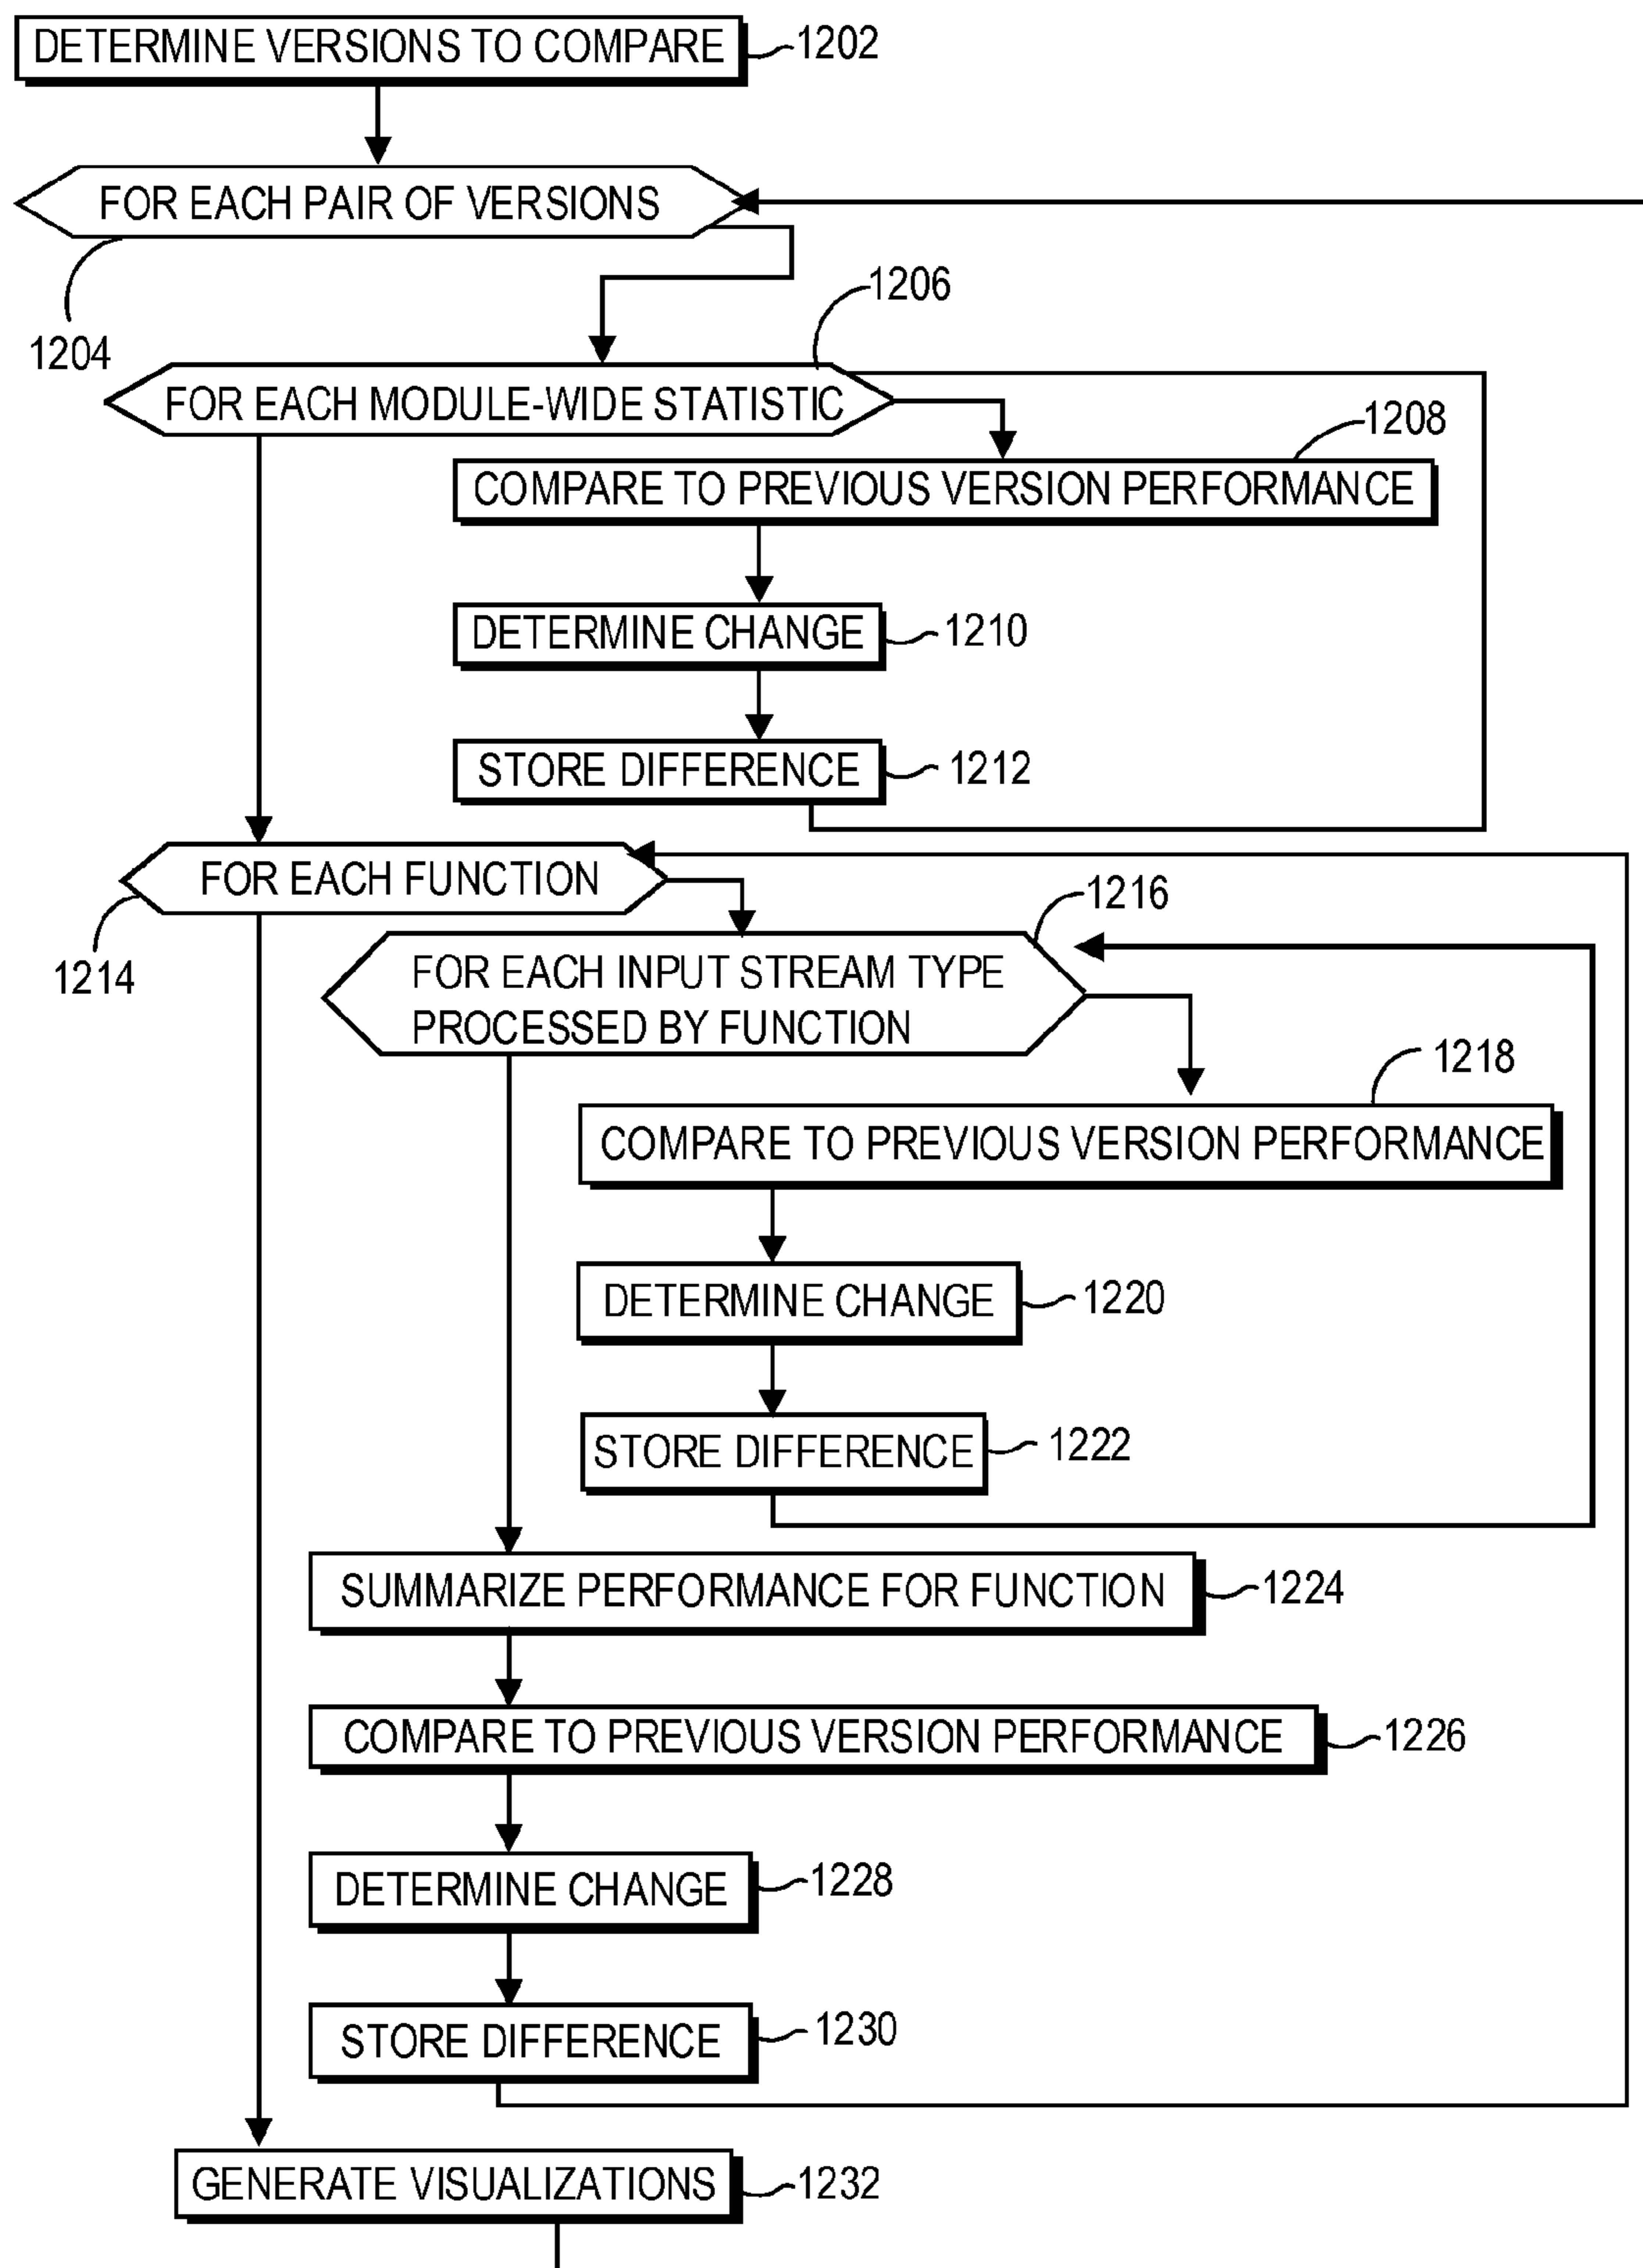 DETERMINE VERSIONS TO COMPARE
1202
FOR EACH PAIR OF VERSIONS
1204
1206
FOR EACH MODULE-WIDE STATISTIC
1208
COMPARE TO PREVIOUS VERSION PERFORMANCE
DETERMINE CHANGE
1210
STORE DIFFERENCE
1212
FOR EACH FUNCTION
1214
1216
FOR EACH INPUT STREAM TYPE
PROCESSED BY FUNCTION
1218
COMPARE TO PREVIOUS VERSION PERFORMANCE
DETERMINE CHANGE
1220
STORE DIFFERENCE
1222
SUMMARIZE PERFORMANCE FOR FUNCTION
1224
COMPARE TO PREVIOUS VERSION PERFORMANCE
1226
DETERMINE CHANGE
1228
STORE DIFFERENCE
1230
GENERATE VISUALIZATIONS
1232